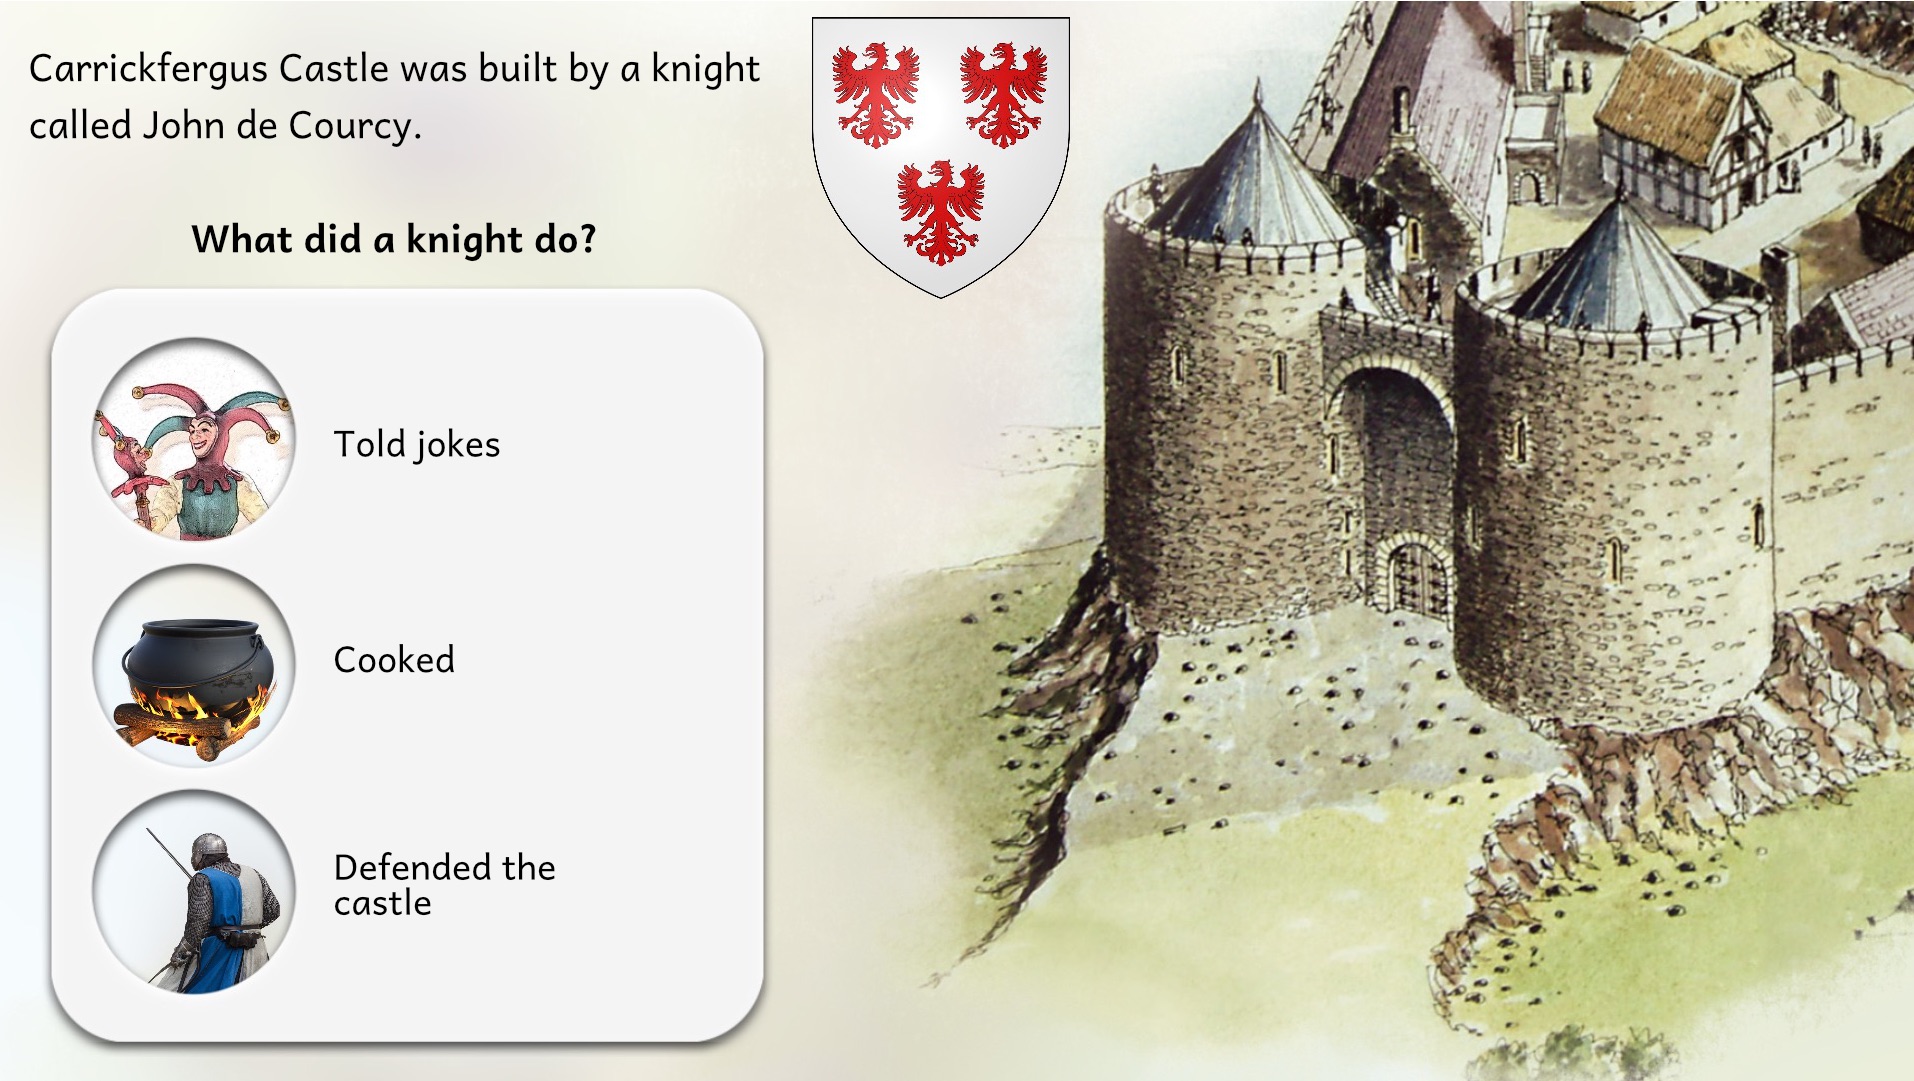 Carrickfergus Castle was built by a knight
called John de Courcy.
What did a knight do?
Told jokes
Cooked
Defended the
castle